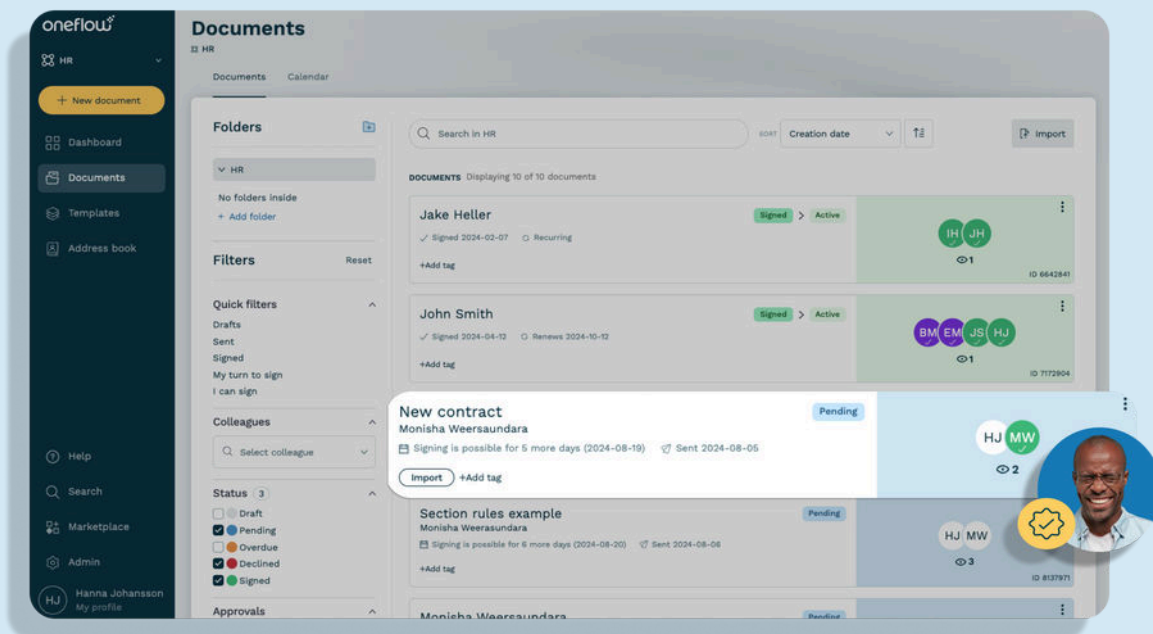 oneflow
HR
+ New document
Dashboard
Documents
Templates
Address book
Help
Search
Marketplace
Admin
HJ
Hanna Johansson
My profile
Documents
HR
Documents Calendar
Folders
HR
No folders inside
+ Add folder
Filters Reset
Quick filters
Drafts
Sent
Signed
My turn to sign
I can sign
Colleagues
Select colleague
Status 3
Draft
Pending
Overdue
Declined
Signed
Approvals
Search in HR
SORT Creation date
Import
DOCUMENTS Displaying 10 of 10 documents
Jake Heller
Signed > Active
Signed 2024-02-07 Recurring
+Add tag
IH JH
1
ID 6642841
John Smith
Signed > Active
Signed 2024-04-12 Renews 2024-10-12
+Add tag
BM EM JS HJ
1
ID 7172804
New contract
Pending
Monisha Weersaundara
Signing is possible for 5 more days (2024-08-19) Sent 2024-08-05
Import +Add tag
HJ MW
2
Section rules example
Pending
Monisha Weerasundara
Signing is possible for 6 more days (2024-08-20) Sent 2024-08-06
+Add tag
HJ MW
3
ID 8137971
Monisha Weersaundara
Pending